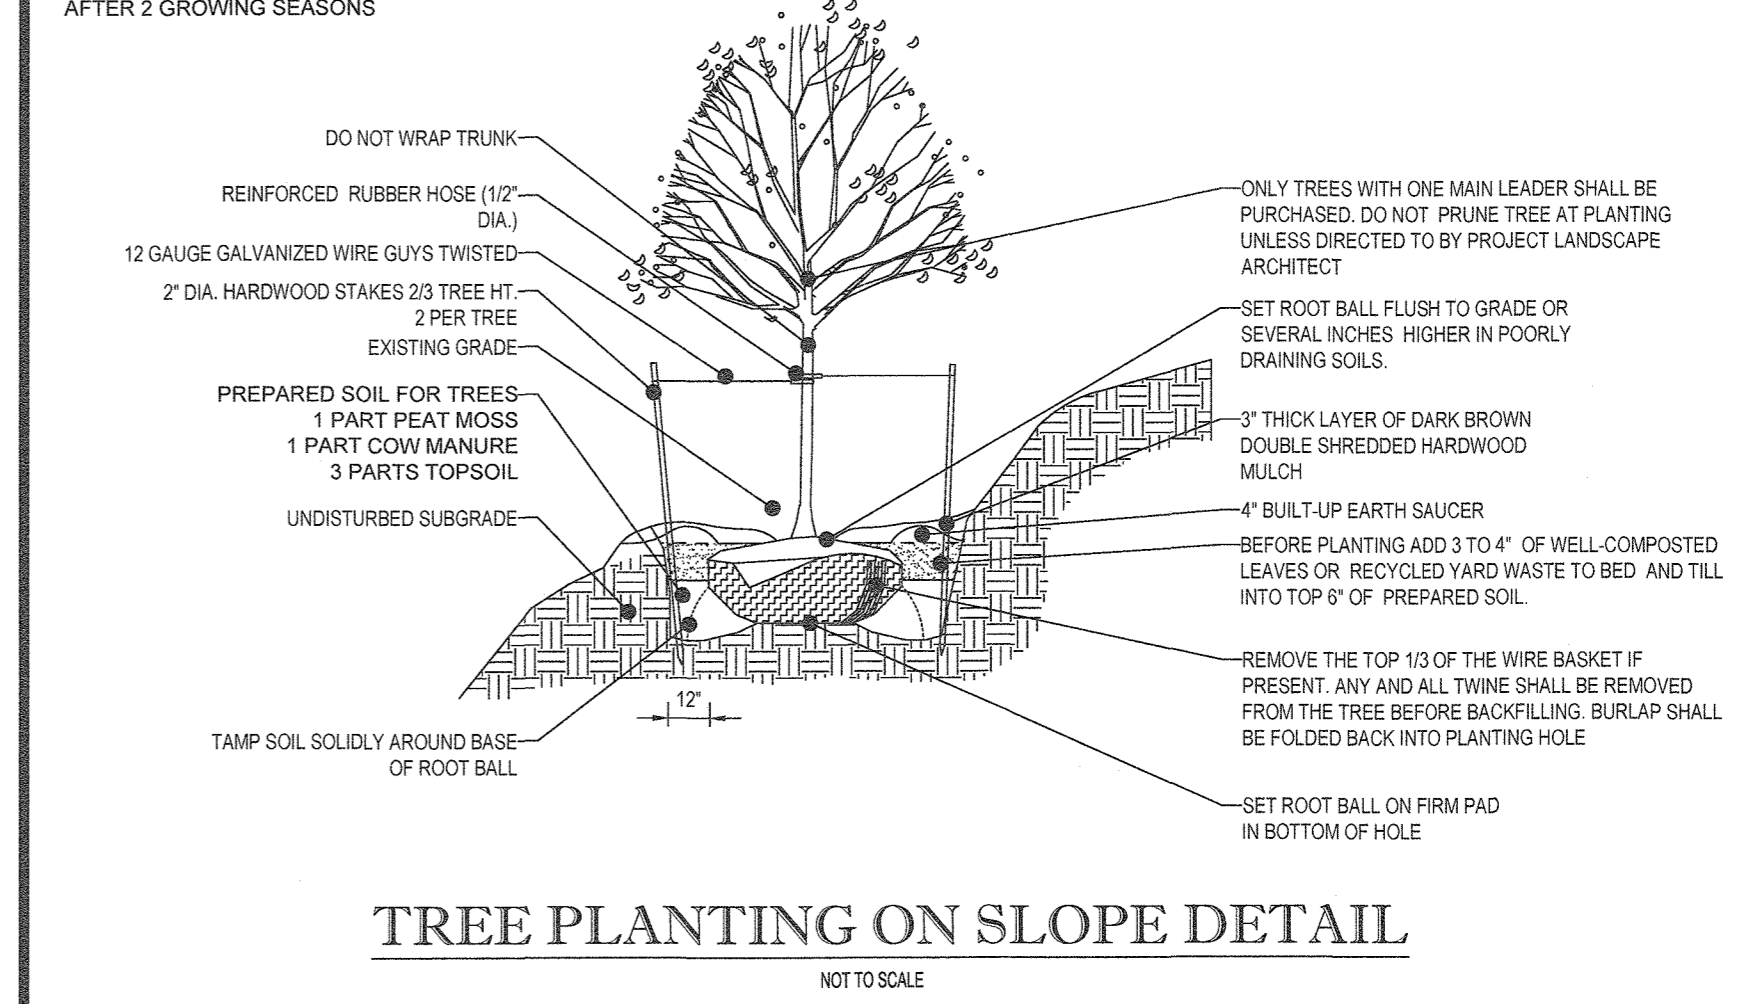 AFTER 2 GROWING SEASONS
DO NOT WRAP TRUNK
REINFORCED RUBBER HOSE (1/2"
DIA.)
12 GAUGE GALVANIZED WIRE GUYS TWISTED
2" DIA. HARDWOOD STAKES 2/3 TREE HT.
2 PER TREE
EXISTING GRADE
PREPARED SOIL FOR TREES
1 PART PEAT MOSS
1 PART COW MANURE
3 PARTS TOPSOIL
UNDISTURBED SUBGRADE
12"
TAMP SOIL SOLIDLY AROUND BASE
OF ROOT BALL
ONLY TREES WITH ONE MAIN LEADER SHALL BE
PURCHASED. DO NOT PRUNE TREE AT PLANTING
UNLESS DIRECTED TO BY PROJECT LANDSCAPE
ARCHITECT
SET ROOT BALL FLUSH TO GRADE OR
SEVERAL INCHES HIGHER IN POORLY
DRAINING SOILS.
3" THICK LAYER OF DARK BROWN
DOUBLE SHREDDED HARDWOOD
MULCH
4" BUILT-UP EARTH SAUCER
BEFORE PLANTING ADD 3 TO 4" OF WELL-COMPOSTED
LEAVES OR RECYCLED YARD WASTE TO BED AND TILL
INTO TOP 6" OF PREPARED SOIL.
REMOVE THE TOP 1/3 OF THE WIRE BASKET IF
PRESENT. ANY AND ALL TWINE SHALL BE REMOVED
FROM THE TREE BEFORE BACKFILLING. BURLAP SHALL
BE FOLDED BACK INTO PLANTING HOLE
SET ROOT BALL ON FIRM PAD
IN BOTTOM OF HOLE
TREE PLANTING ON SLOPE DETAIL
NOT TO SCALE